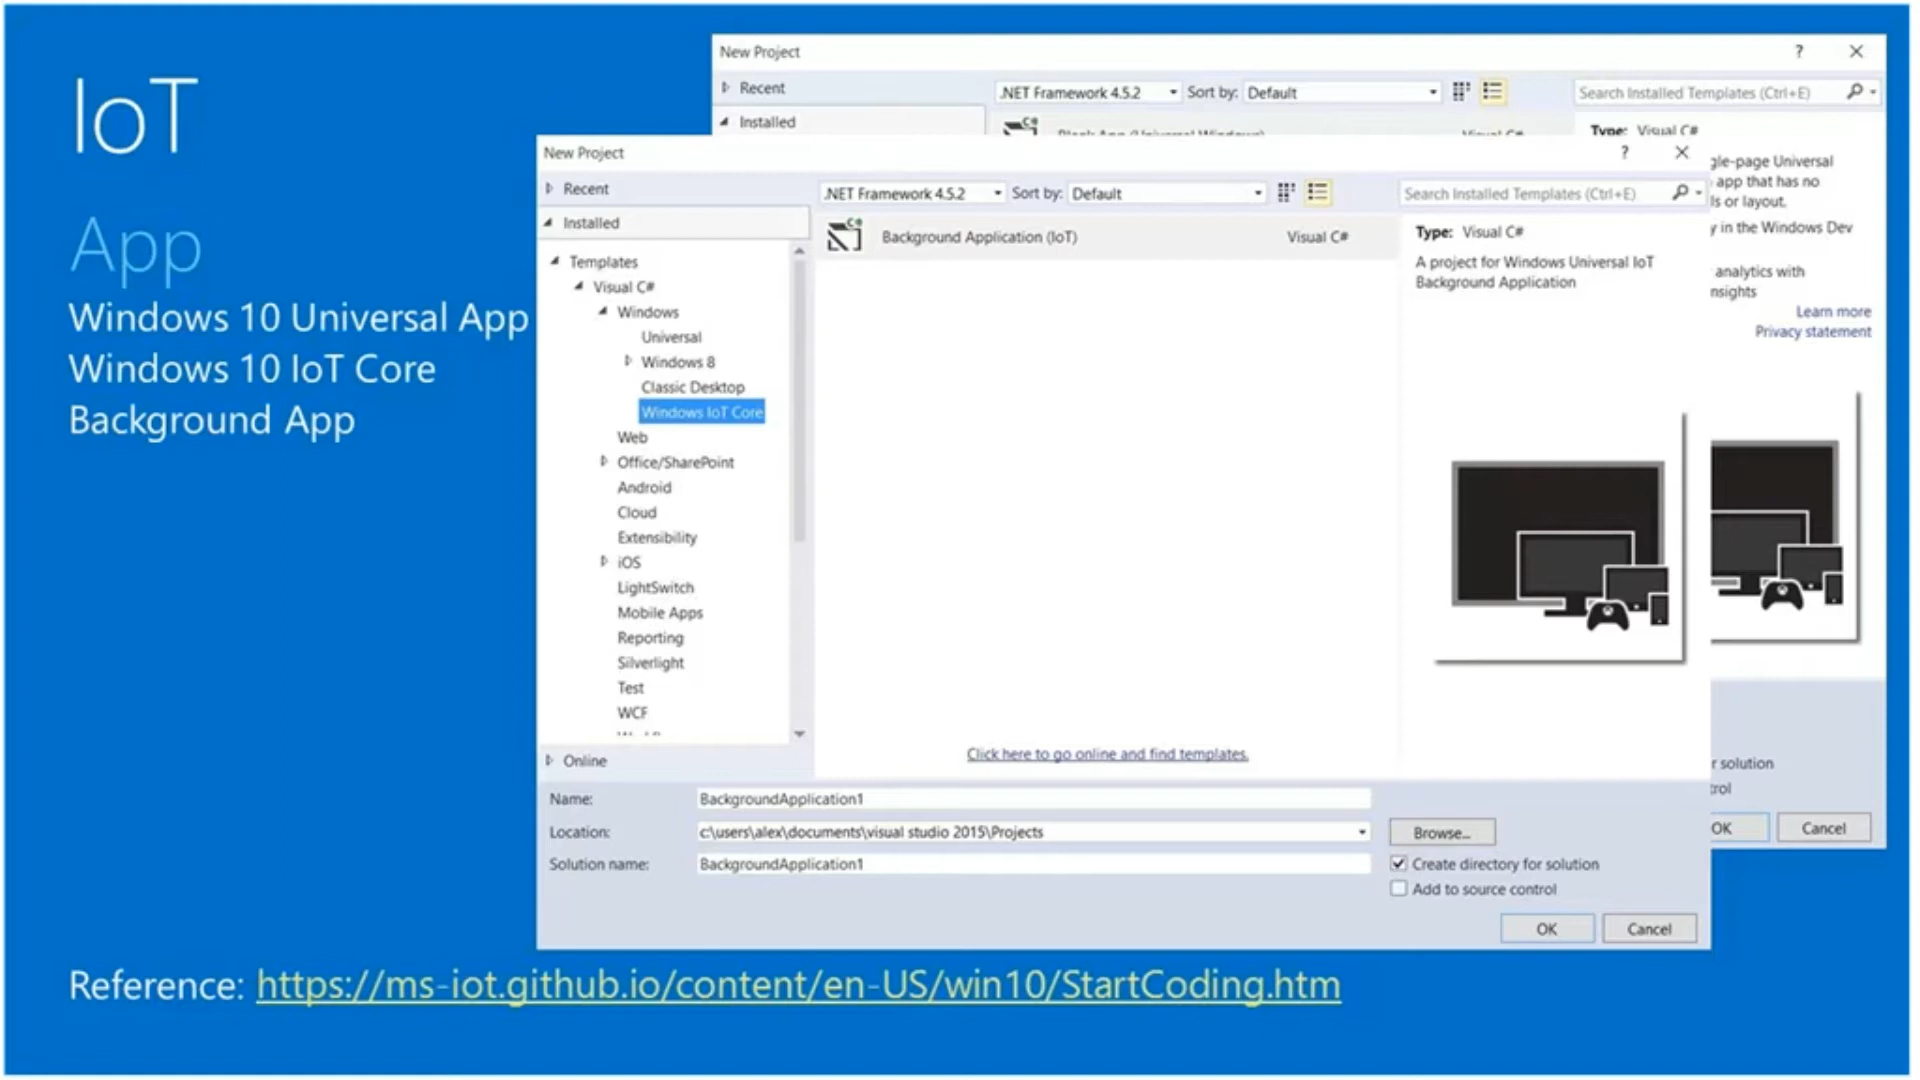 IoT
App
Windows 10 Universal App
Windows 10 IoT Core
Background App
New Project
? 
Recent
.NET Framework 4.5.2
Sort by: Default
Search Installed Templates (Ctrl+E)
Installed
Blank App (Universal Windows)
Visual C#
Type: Visual C#
gle-page Universal
app that has no
ls or layout.
y in the Windows Dev
analytics with
nsights
Learn more
Privacy statement
r solution
rol
OK
Cancel
New Project
?
Recent
.NET Framework 4.5.2
Sort by: Default
Search Installed Templates (Ctrl+E)
Installed
Templates
Visual C#
Windows
Universal
Windows 8
Classic Desktop
Windows IoT Core
Web
Office/SharePoint
Android
Cloud
Extensibility
iOS
LightSwitch
Mobile Apps
Reporting
Silverlight
Test
WCF
Online
C#
Background Application (IoT)
Visual C#
Type: Visual C#
A project for Windows Universal IoT
Background Application
Click here to go online and find templates.
Name: BackgroundApplication1
Location: c:\users\alex\documents\visual studio 2015\Projects
Browse...
Solution name: BackgroundApplication1
Create directory for solution
Add to source control
OK
Cancel
Reference: https://ms-iot.github.io/content/en-US/win10/StartCoding.htm